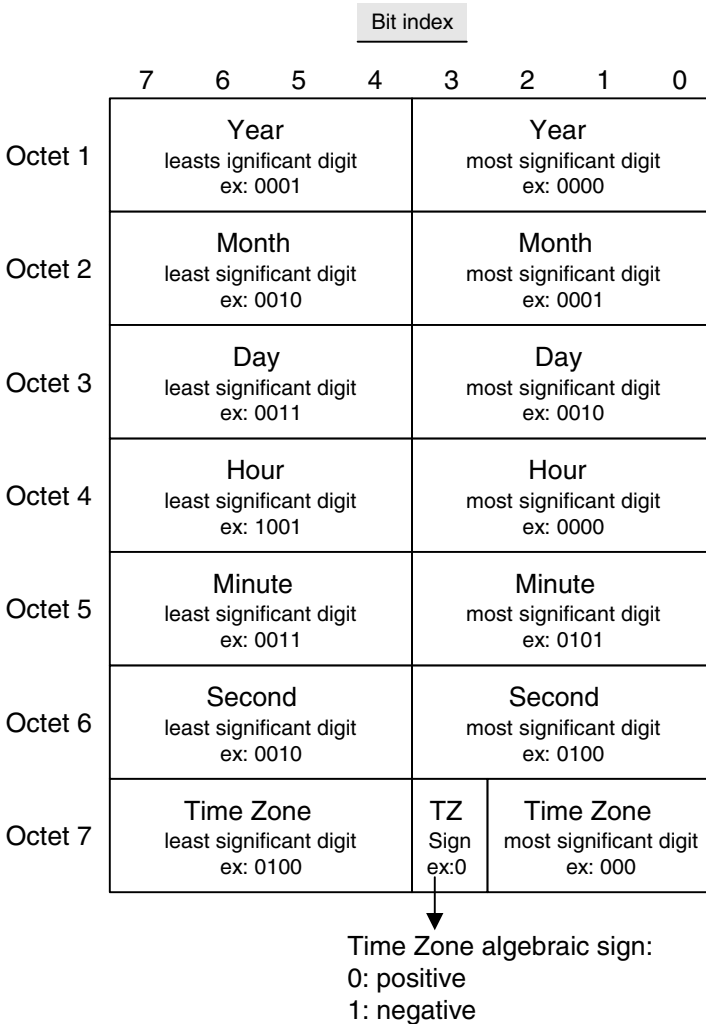 Bit index
7 6 5 4 3 2 1 0
Octet 1
Year
leasts ignificant digit
ex: 0001
Year
most significant digit
ex: 0000
Octet 2
Month
least significant digit
ex: 0010
Month
most significant digit
ex: 0001
Octet 3
Day
least significant digit
ex: 0011
Day
most significant digit
ex: 0010
Octet 4
Hour
least significant digit
ex: 1001
Hour
most significant digit
ex: 0000
Octet 5
Minute
least significant digit
ex: 0011
Minute
most significant digit
ex: 0101
Octet 6
Second
least significant digit
ex: 0010
Second
most significant digit
ex: 0100
Octet 7
Time Zone
least significant digit
ex: 0100
TZ
Sign
ex:0
Time Zone
most significant digit
ex: 000
Time Zone algebraic sign:
0: positive
1: negative